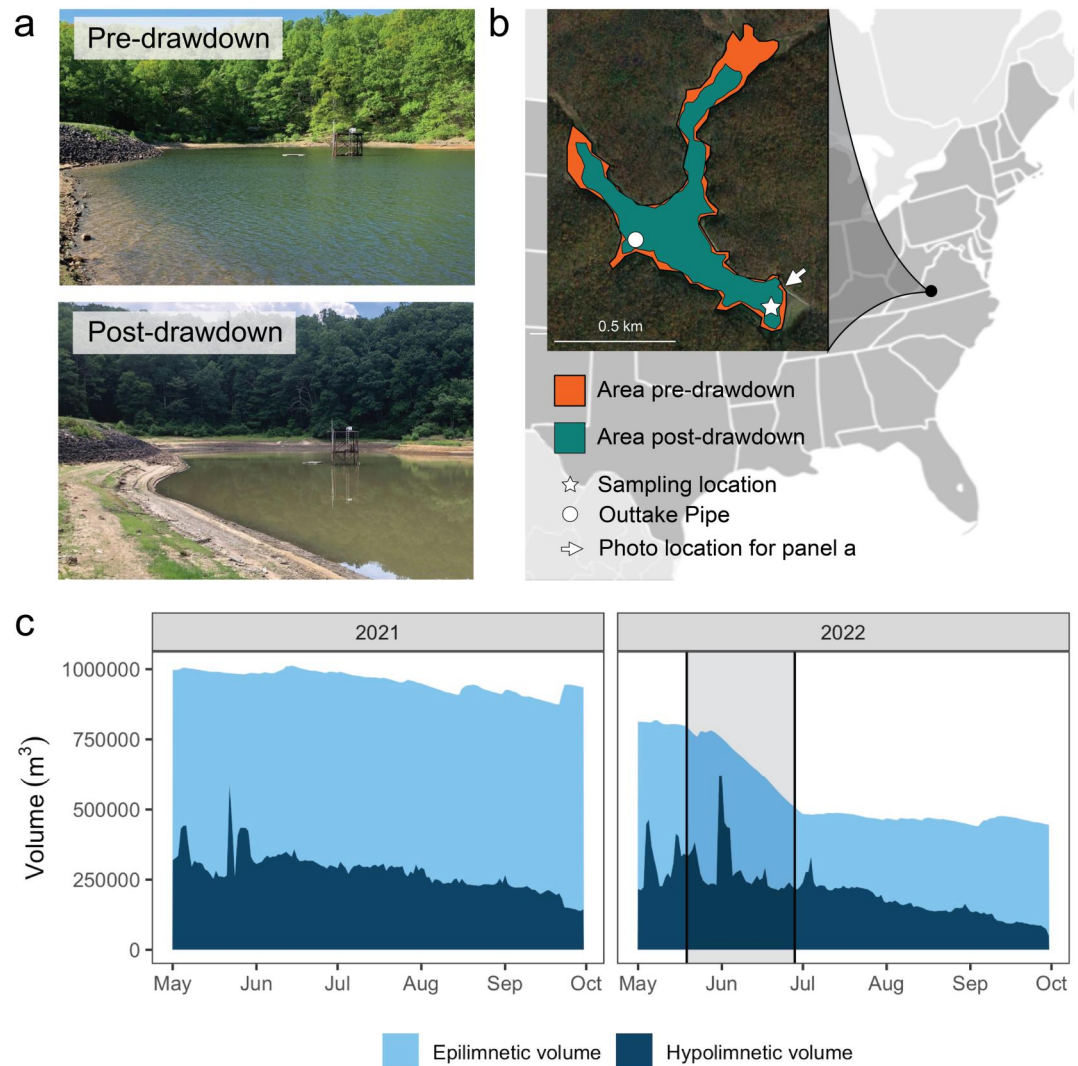 a
Pre-drawdown
Post-drawdown
b
0.5 km
Area pre-drawdown
Area post-drawdown
Sampling location
Outtake Pipe
Photo location for panel a
c
2021
2022
Volume (m³)
1000000
750000
500000
250000
0
May Jun Jul Aug Sep Oct
May Jun Jul Aug Sep Oct
Epilimnetic volume
Hypolimnetic volume